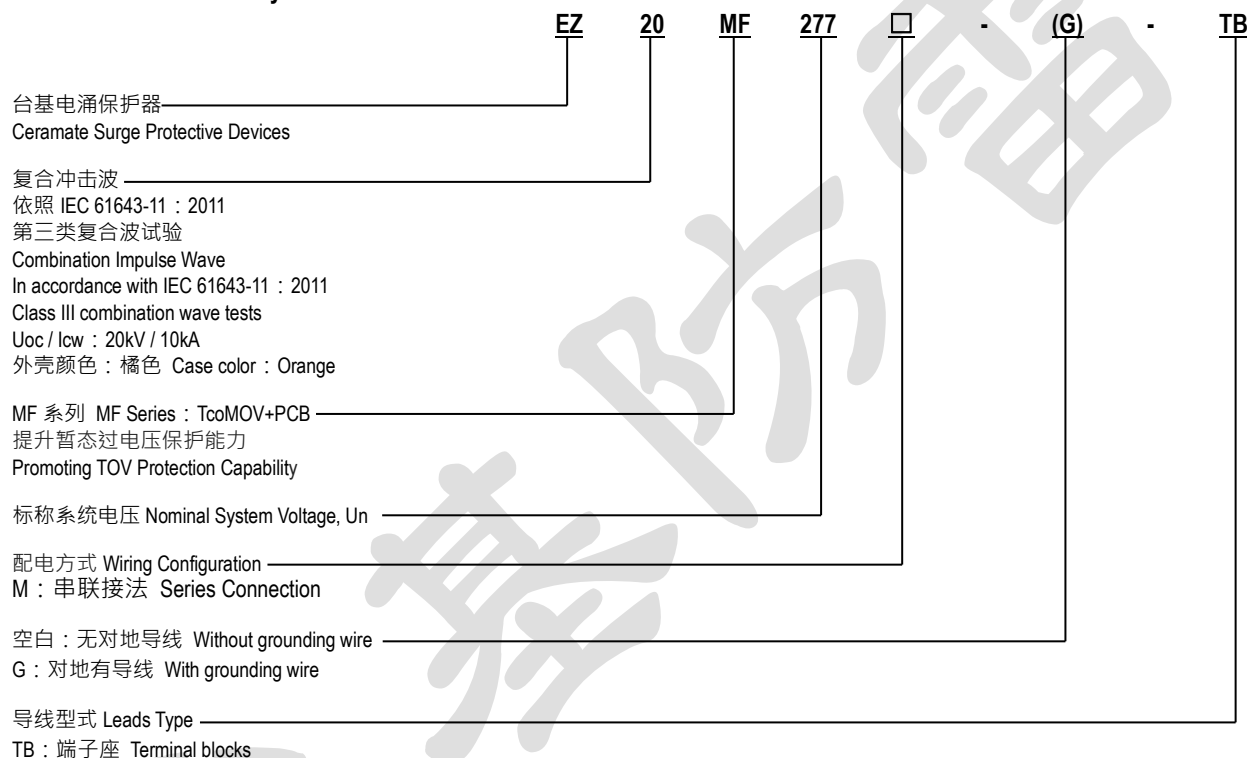 EZ 20 MF 277 □ - (G) - TB
台基电涌保护器
Ceramate Surge Protective Devices
复合冲击波
依照 IEC 61643-11：2011
第三类复合波试验
Combination Impulse Wave
In accordance with IEC 61643-11：2011
Class III combination wave tests
Uoc / Icw：20kV / 10kA
外壳颜色：橘色 Case color：Orange
MF 系列 MF Series：TcoMOV+PCB
提升暂态过电压保护能力
Promoting TOV Protection Capability
标称系统电压 Nominal System Voltage, Un
配电方式 Wiring Configuration
M：串联接法 Series Connection
空白：无对地导线 Without grounding wire
G：对地有导线 With grounding wire
导线型式 Leads Type
TB：端子座 Terminal blocks
基防雷